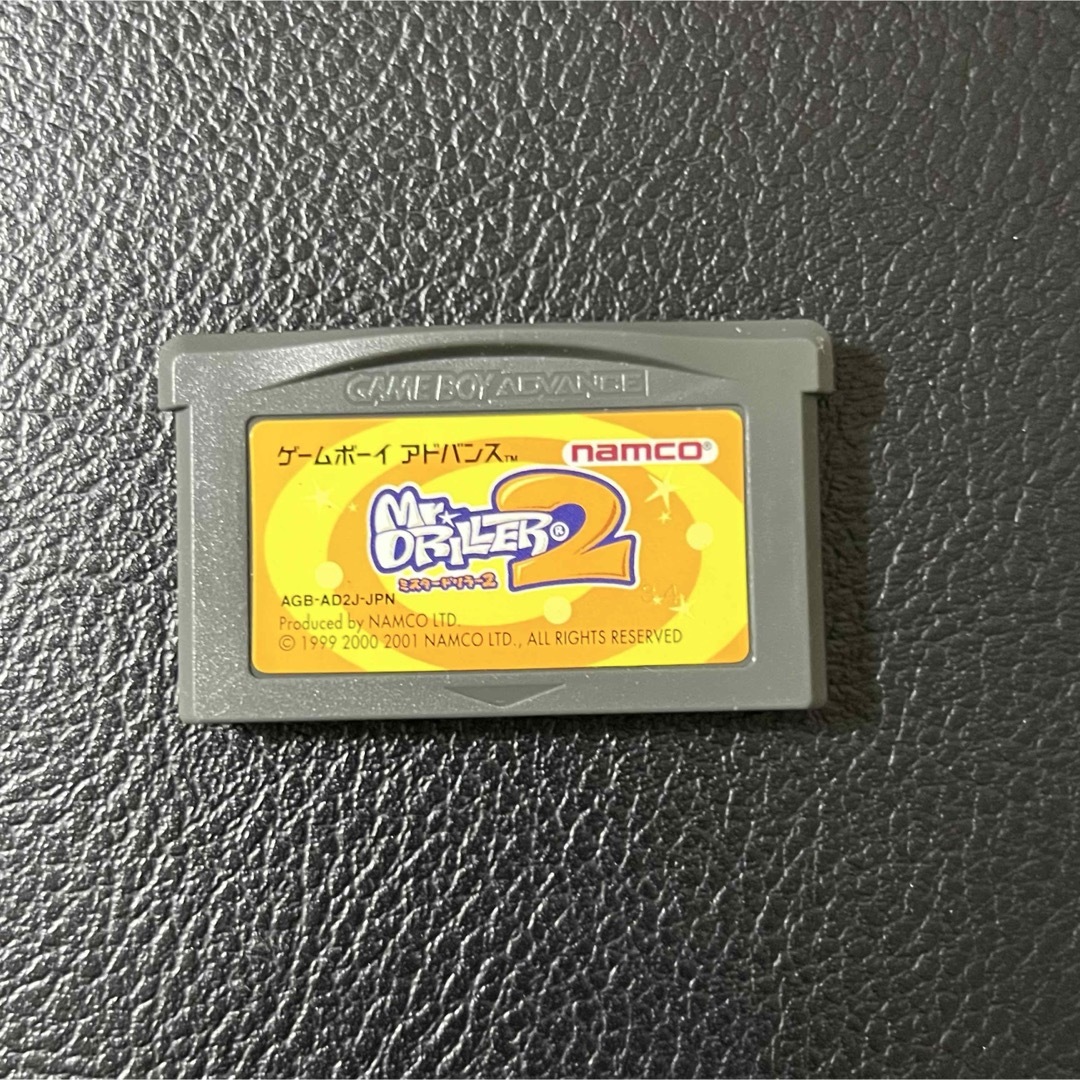 GAME BOY ADVANCE
ゲームボーイ アドバンス™ namco®
Mr. DRILLER® 2
ミスタードリラー2
AGB-AD2J-JPN
Produced by NAMCO LTD.
© 1999 2000 2001 NAMCO LTD., ALL RIGHTS RESERVED